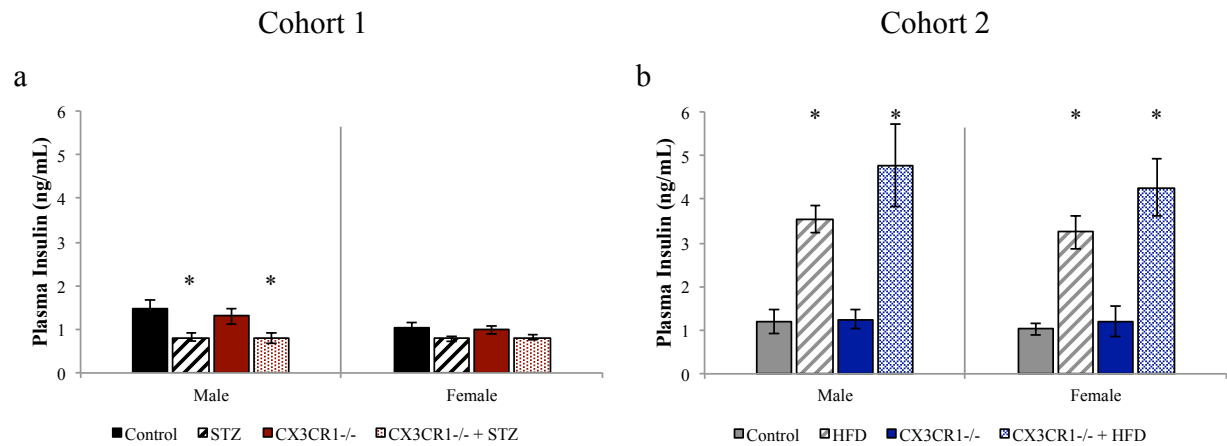 Cohort 1
Cohort 2
a
Plasma Insulin (ng/mL)
6
5
4
3
2
1
0
*
*
Male
Female
Control STZ CX3CR1-/- CX3CR1-/- + STZ
b
Plasma Insulin (ng/mL)
6
5
4
3
2
1
0
*
*
*
*
Male
Female
Control HFD CX3CR1-/- CX3CR1-/- + HFD